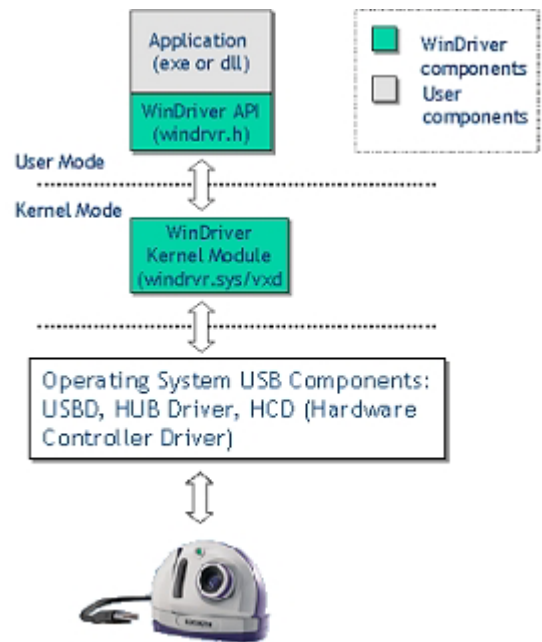 Application
(exe or dll)
WinDriver API
(windrvr.h)
WinDriver
components
User
components
User Mode
Kernel Mode
WinDriver
Kernel Module
(windrvr.sys/vxd
Operating System USB Components:
USBD, HUB Driver, HCD (Hardware
Controller Driver)